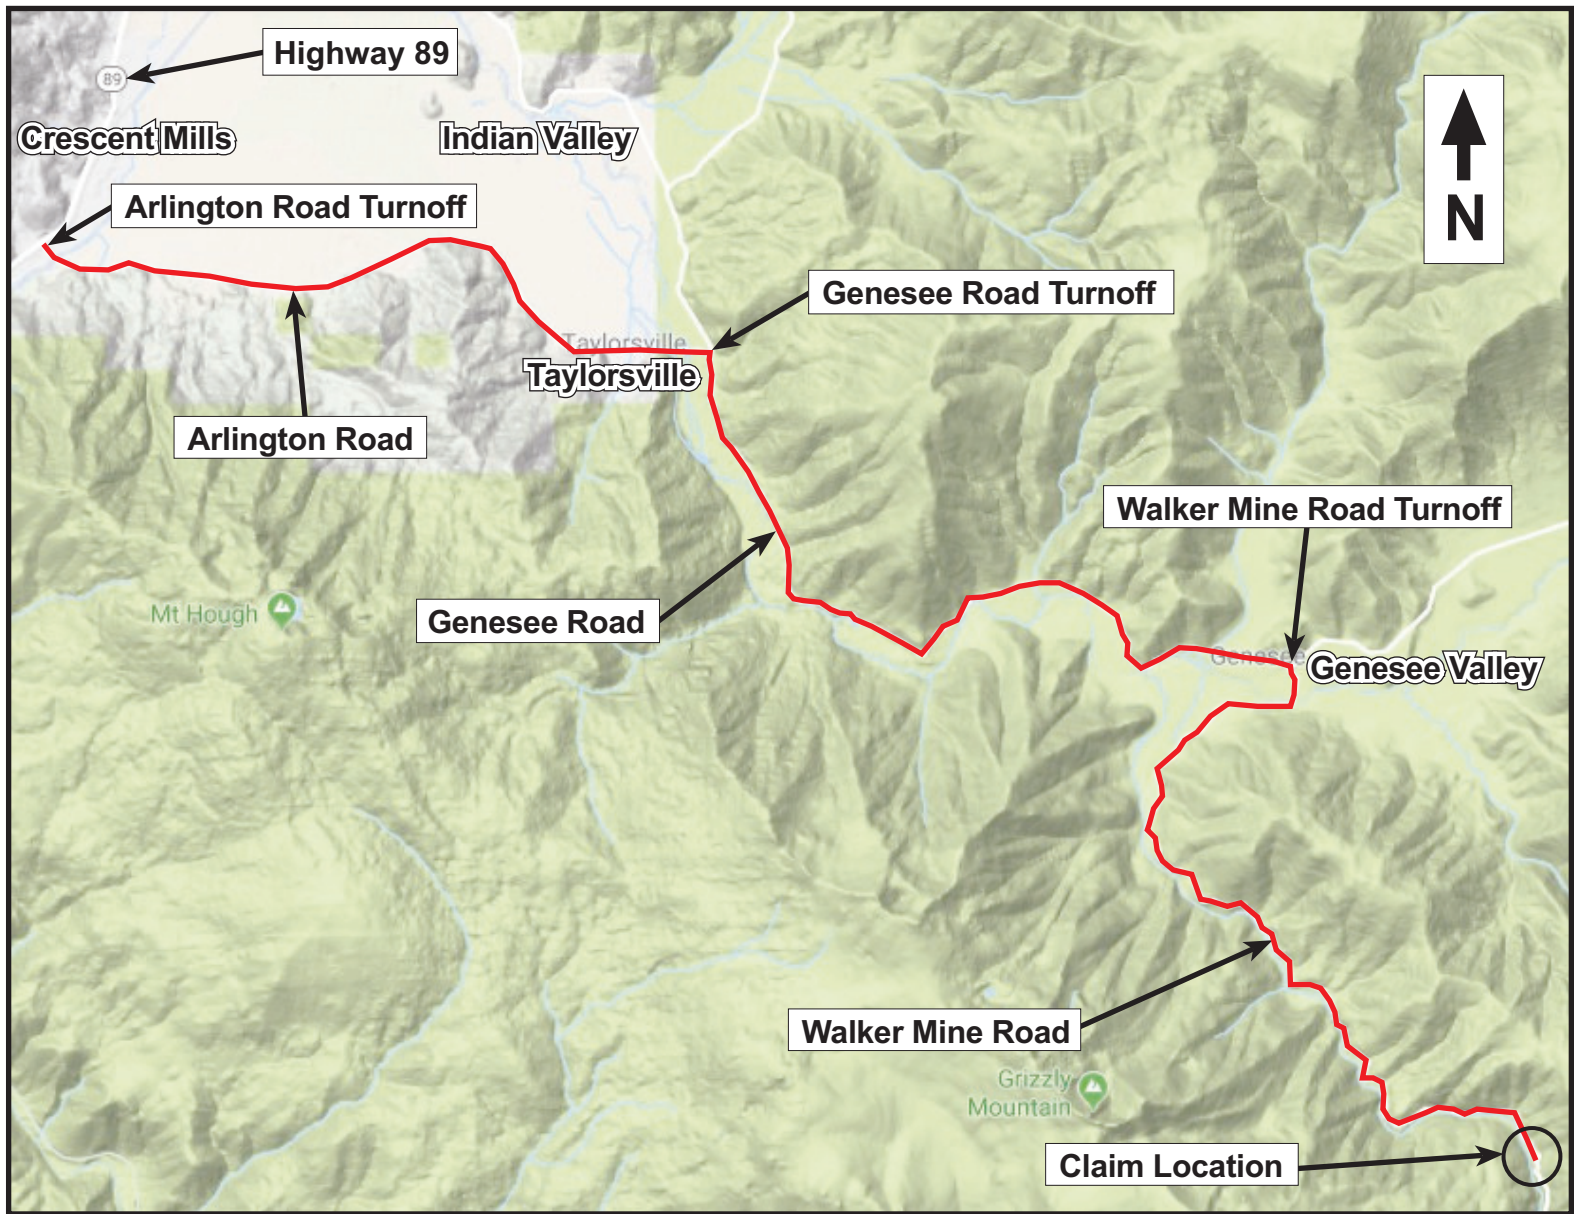 Highway 89
89
Crescent Mills
Indian Valley
Arlington Road Turnoff
N
Genesee Road Turnoff
Taylorsville
Taylorsville
Arlington Road
Walker Mine Road Turnoff
Mt Hough
Genesee Road
Genesee
Genesee Valley
Walker Mine Road
Grizzly
Mountain
Claim Location